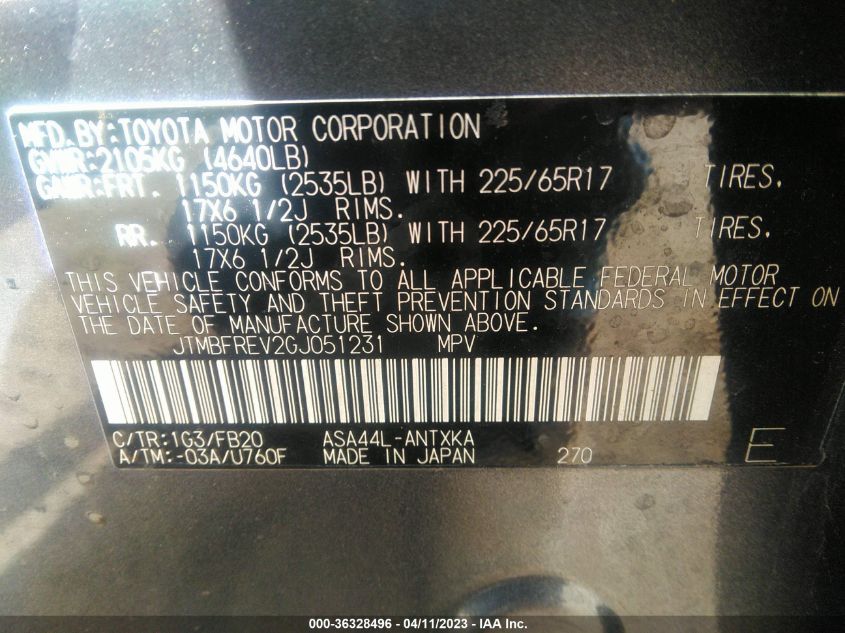 MFD.BY:TOYOTA MOTOR CORPORATION
GVWR:2105KG (4640LB)
GAWR:FRT. 1150KG (2535LB) WITH 225/65R17 TIRES.
17X6 1/2J RIMS.
RR. 1150KG (2535LB) WITH 225/65R17 TIRES.
17X6 1/2J RIMS.
THIS VEHICLE CONFORMS TO ALL APPLICABLE FEDERAL MOTOR
VEHICLE SAFETY AND THEFT PREVENTION STANDARDS IN EFFECT ON
THE DATE OF MANUFACTURE SHOWN ABOVE.
JTMBFREV2GJ051231 MPV
C/TR:1G3/FB20 ASA44L-ANTXKA
A/TM:-03A/U760F MADE IN JAPAN 270 E
000-36328496 - 04/11/2023 - IAA Inc.